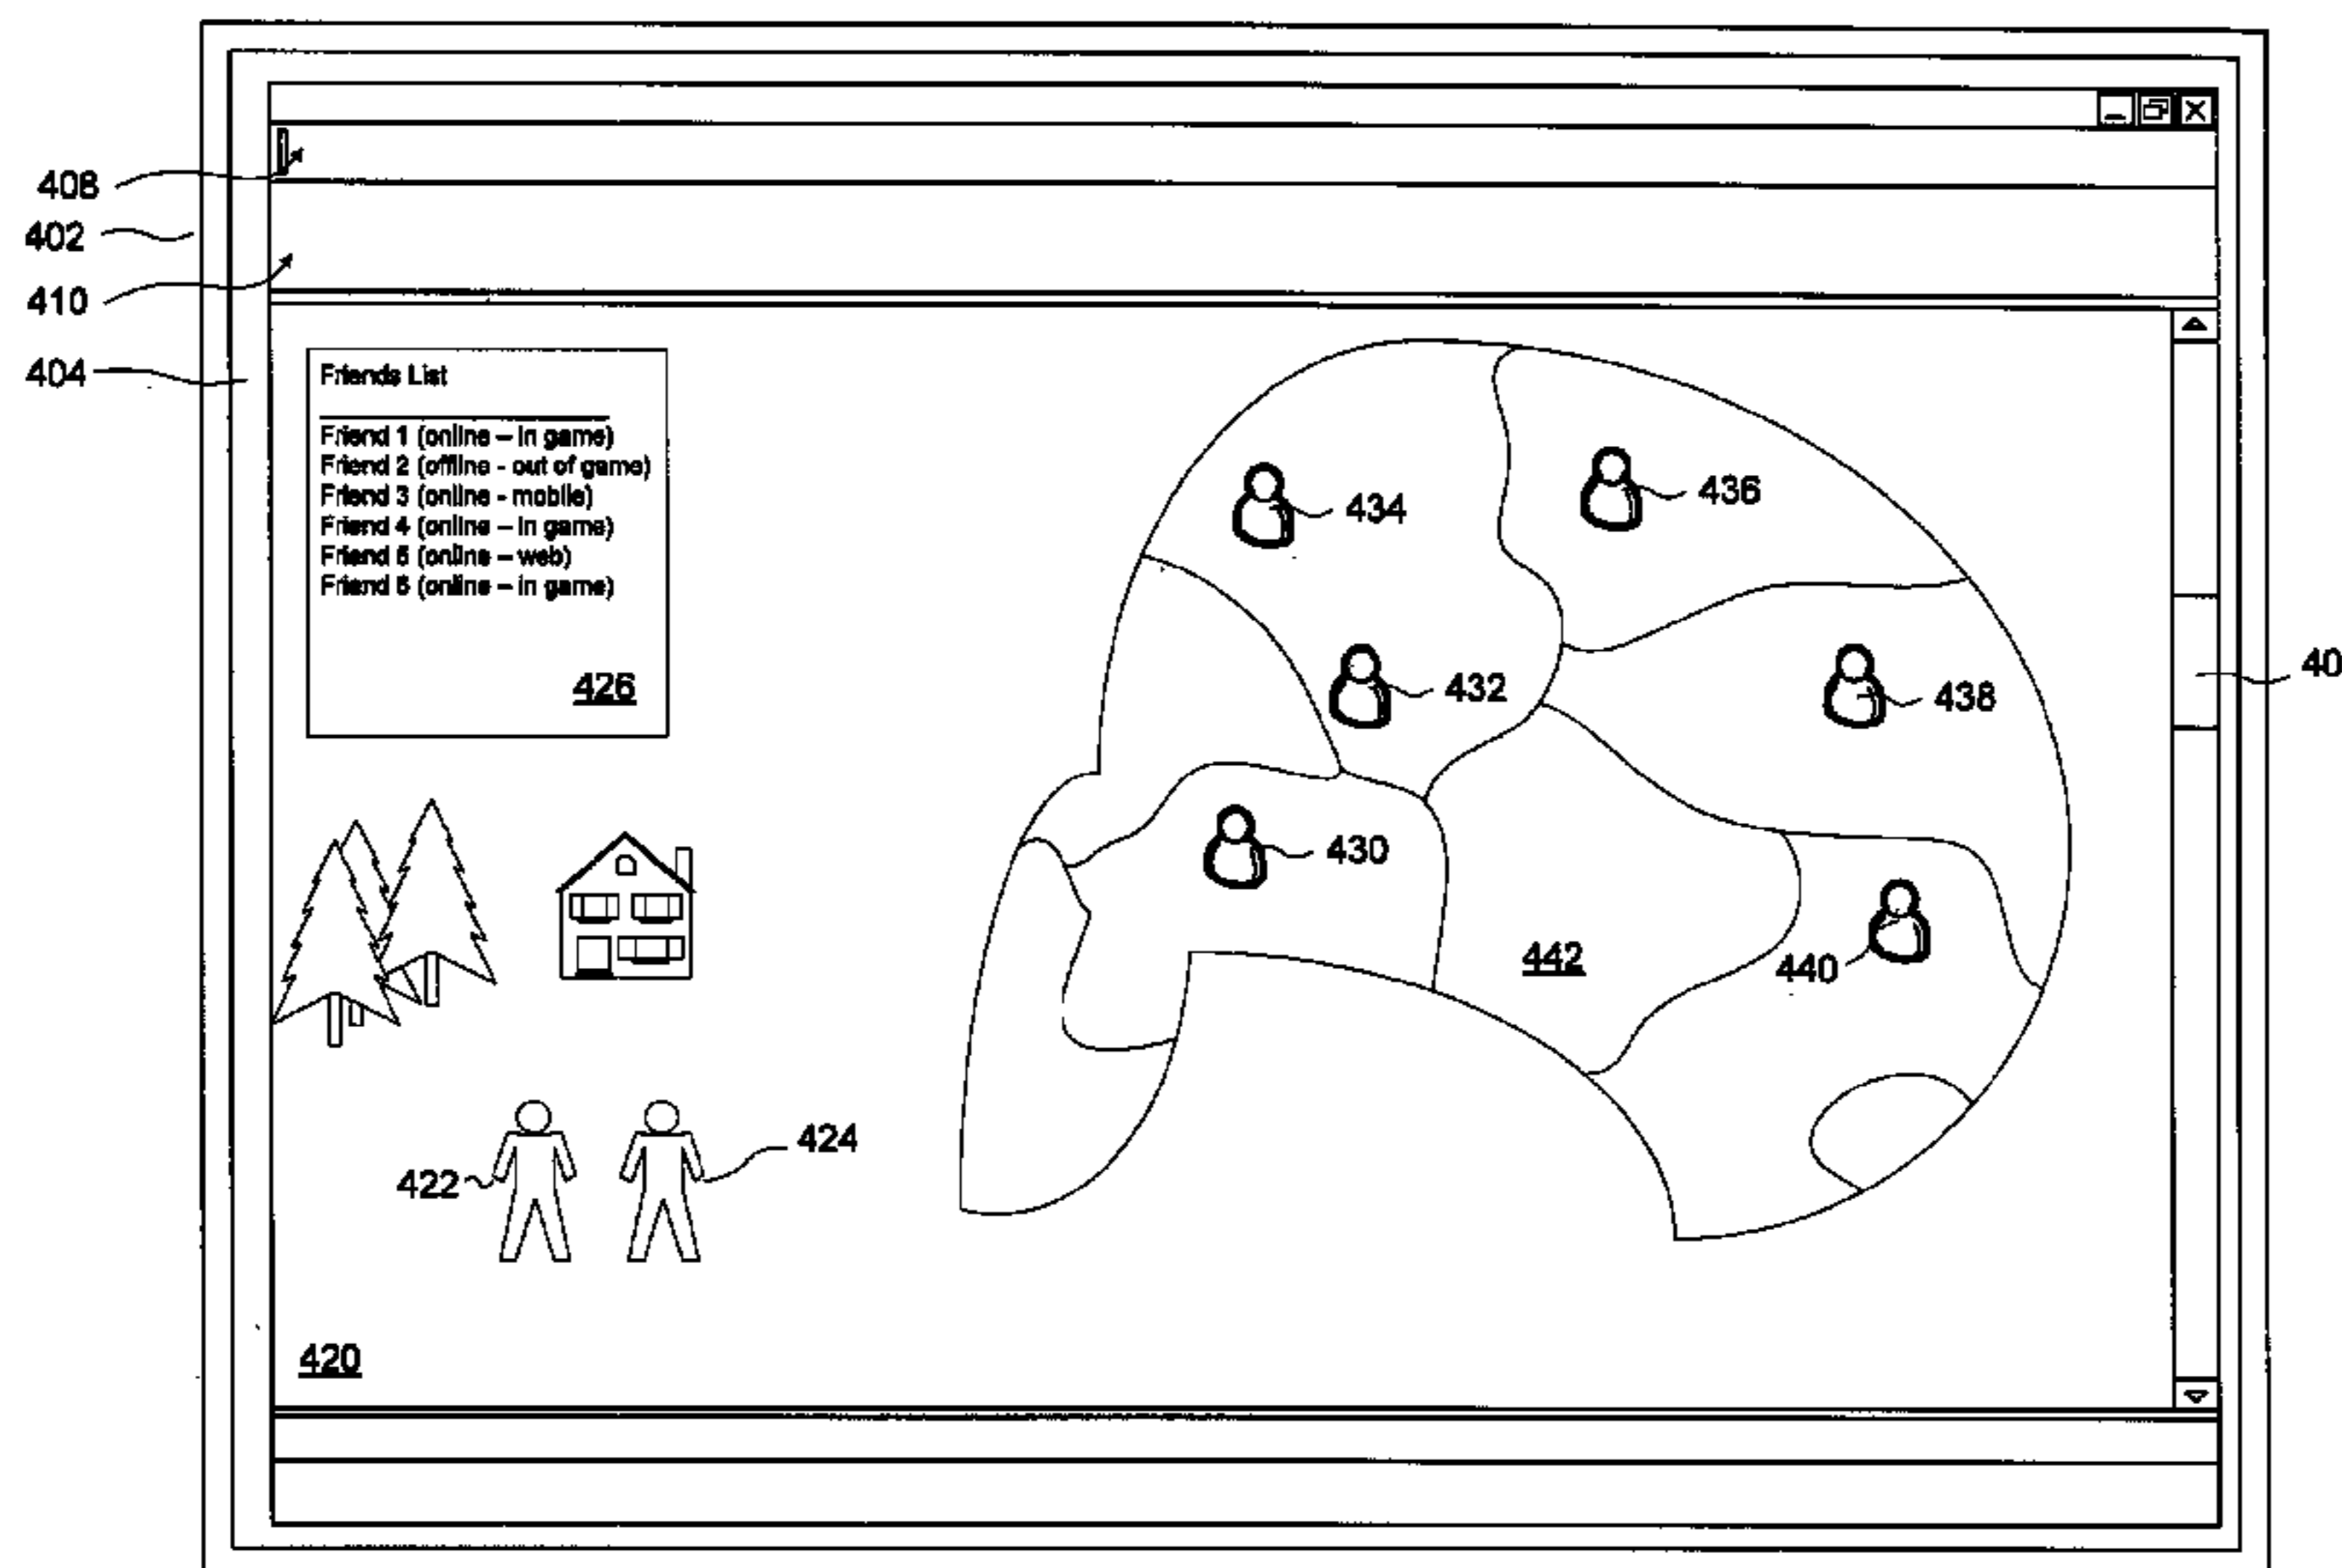 408
402
410
404
Friends List
Friend 1 (online – in game)
Friend 2 (offline - out of game)
Friend 3 (online - mobile)
Friend 4 (online – in game)
Friend 5 (online – web)
Friend 6 (online – in game)
426
434
436
432
438
40
430
442
440
422
424
420